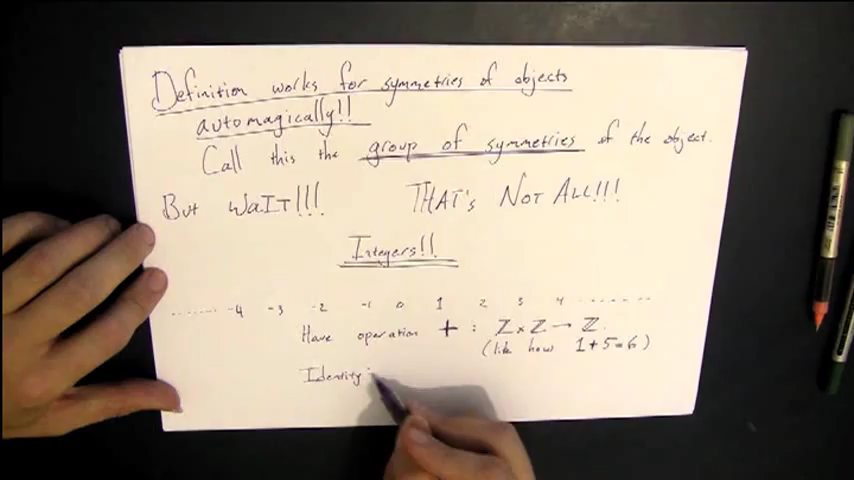 Definition works for symmetries of objects
automagically!!
Call this the group of symmetries of the object.
But WaIT!!! THAT's NOT ALL!!!
Integers!!
....... -4 -3 -2 -1 0 1 2 3 4 .......
Have operation + : ℤ×ℤ→ℤ.
(like how 1+5=6)
Identity: